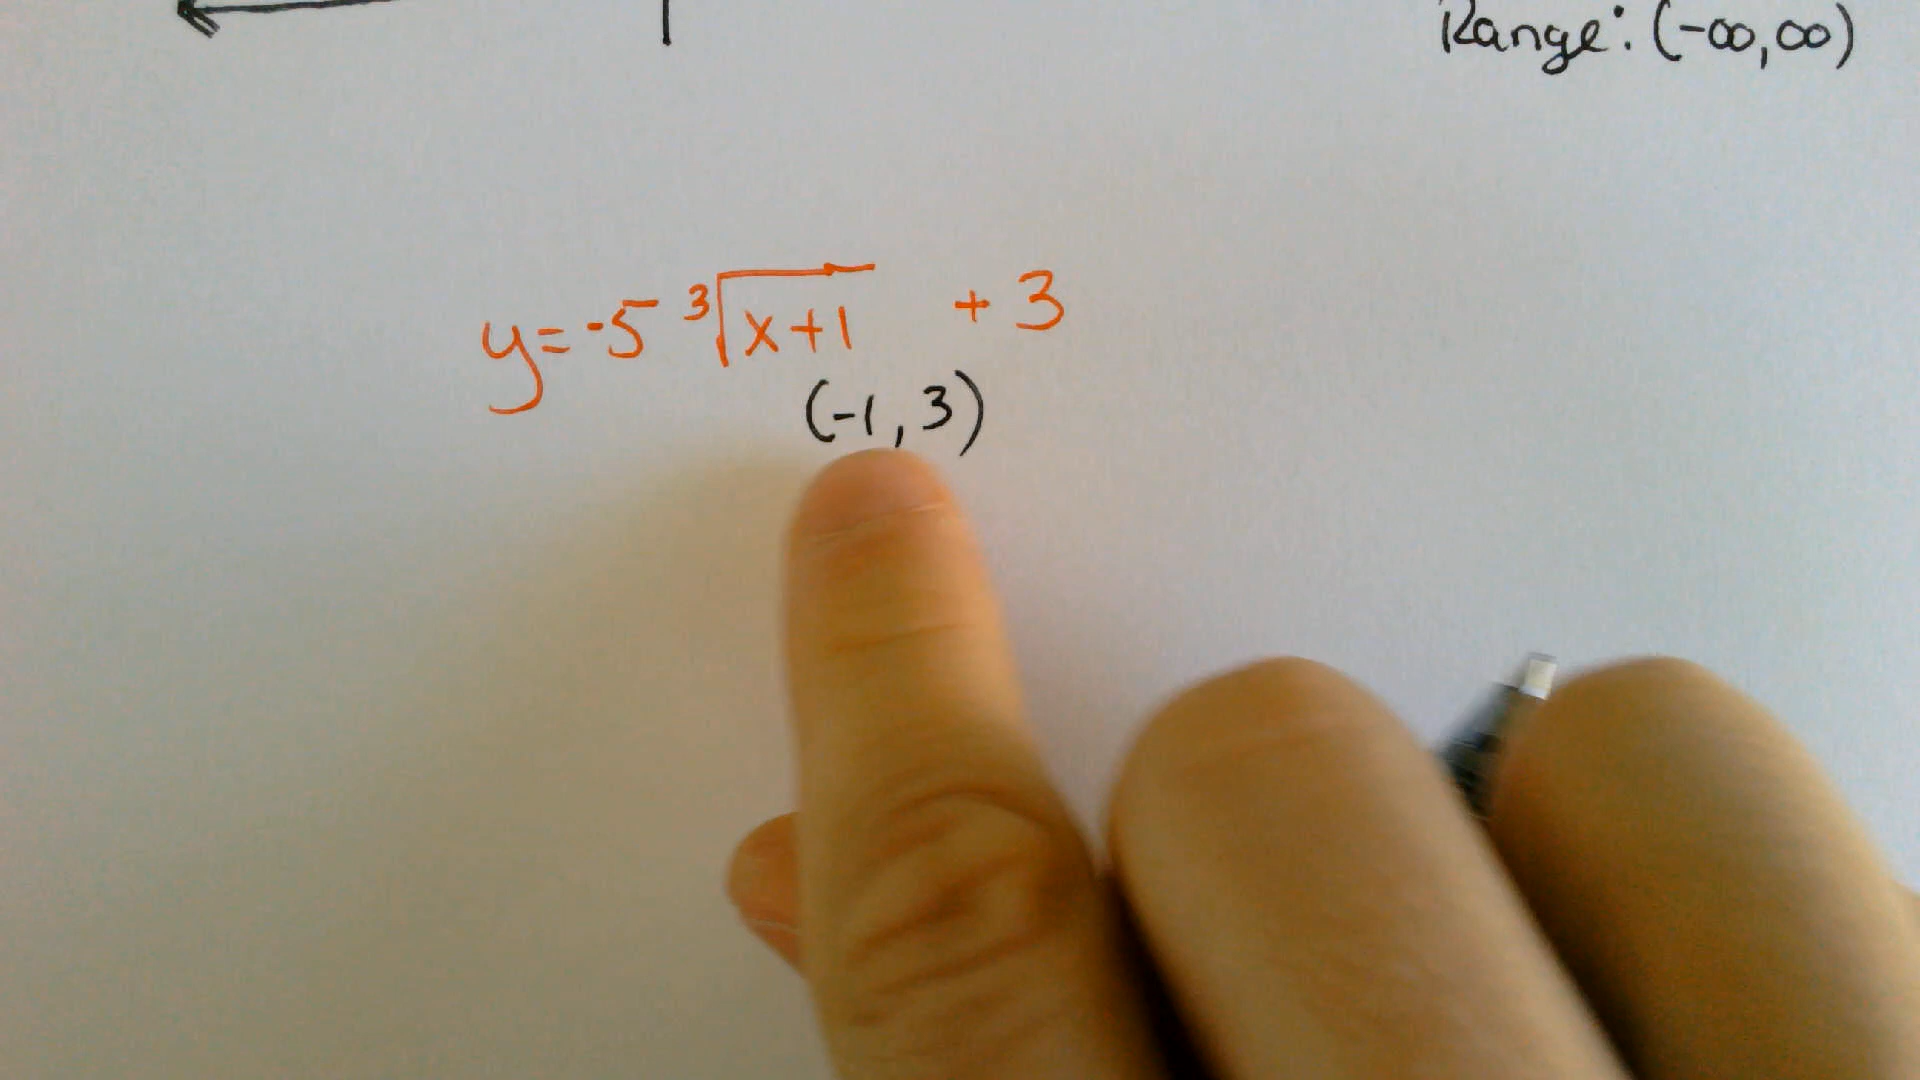 Range: (-∞,∞)
y=-5 ∛(x+1) + 3
(-1,3)